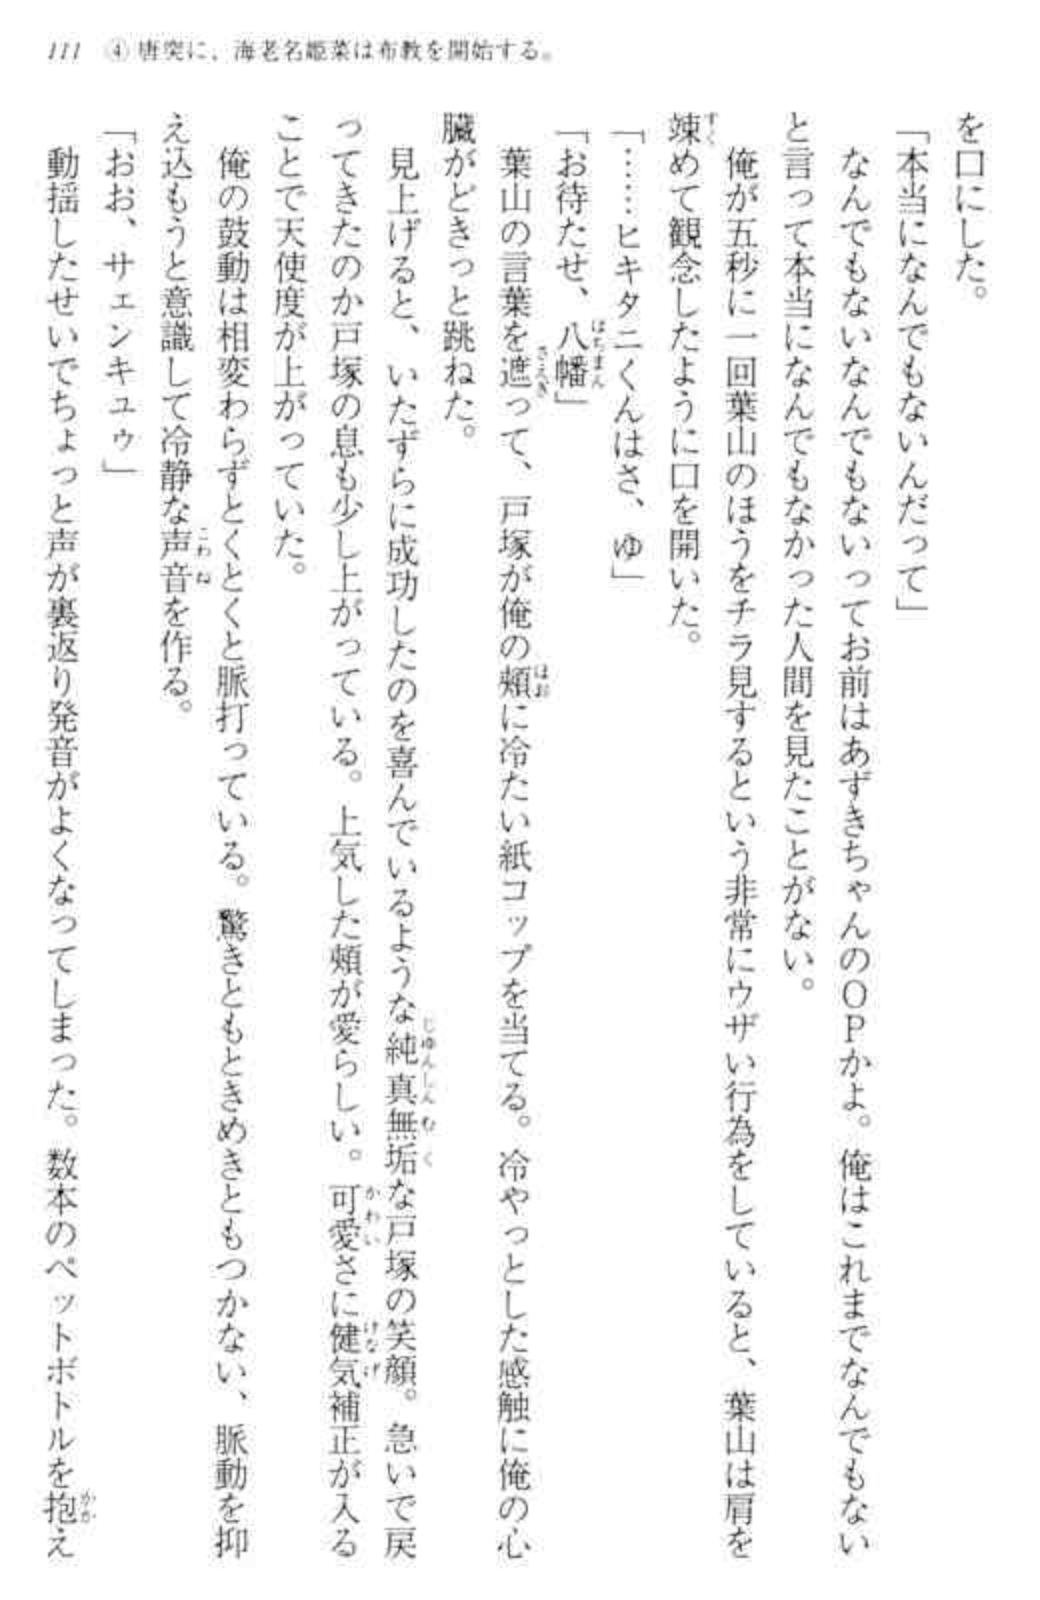 111 ④ 唐突に、海老名姫菜は布教を開始する。
を口にした。
「本当になんでもないんだって」
なんでもないなんでもないってお前はあずきちゃんのＯＰかよ。俺はこれまでなんでもない
と言って本当になんでもなかった人間を見たことがない。
俺が五秒に一回葉山のほうをチラ見するという非常にウザい行為をしていると、葉山は肩を
竦めて観念したように口を開いた。
「……ヒキタニくんはさ、ゆ」
「お待たせ、八幡」
葉山の言葉を遮って、戸塚が俺の頬に冷たい紙コップを当てる。冷やっとした感触に俺の心
臓がどきっと跳ねた。
見上げると、いたずらに成功したのを喜んでいるような純真無垢な戸塚の笑顔。急いで戻
ってきたのか戸塚の息も少し上がっている。上気した頬が愛らしい。可愛さに健気補正が入る
ことで天使度が上がっていた。
俺の鼓動は相変わらずとくとくと脈打っている。驚きともときめきともつかない、脈動を抑
え込もうと意識して冷静な声音を作る。
「おお、サェンキュゥ」
動揺したせいでちょっと声が裏返り発音がよくなってしまった。数本のペットボトルを抱え